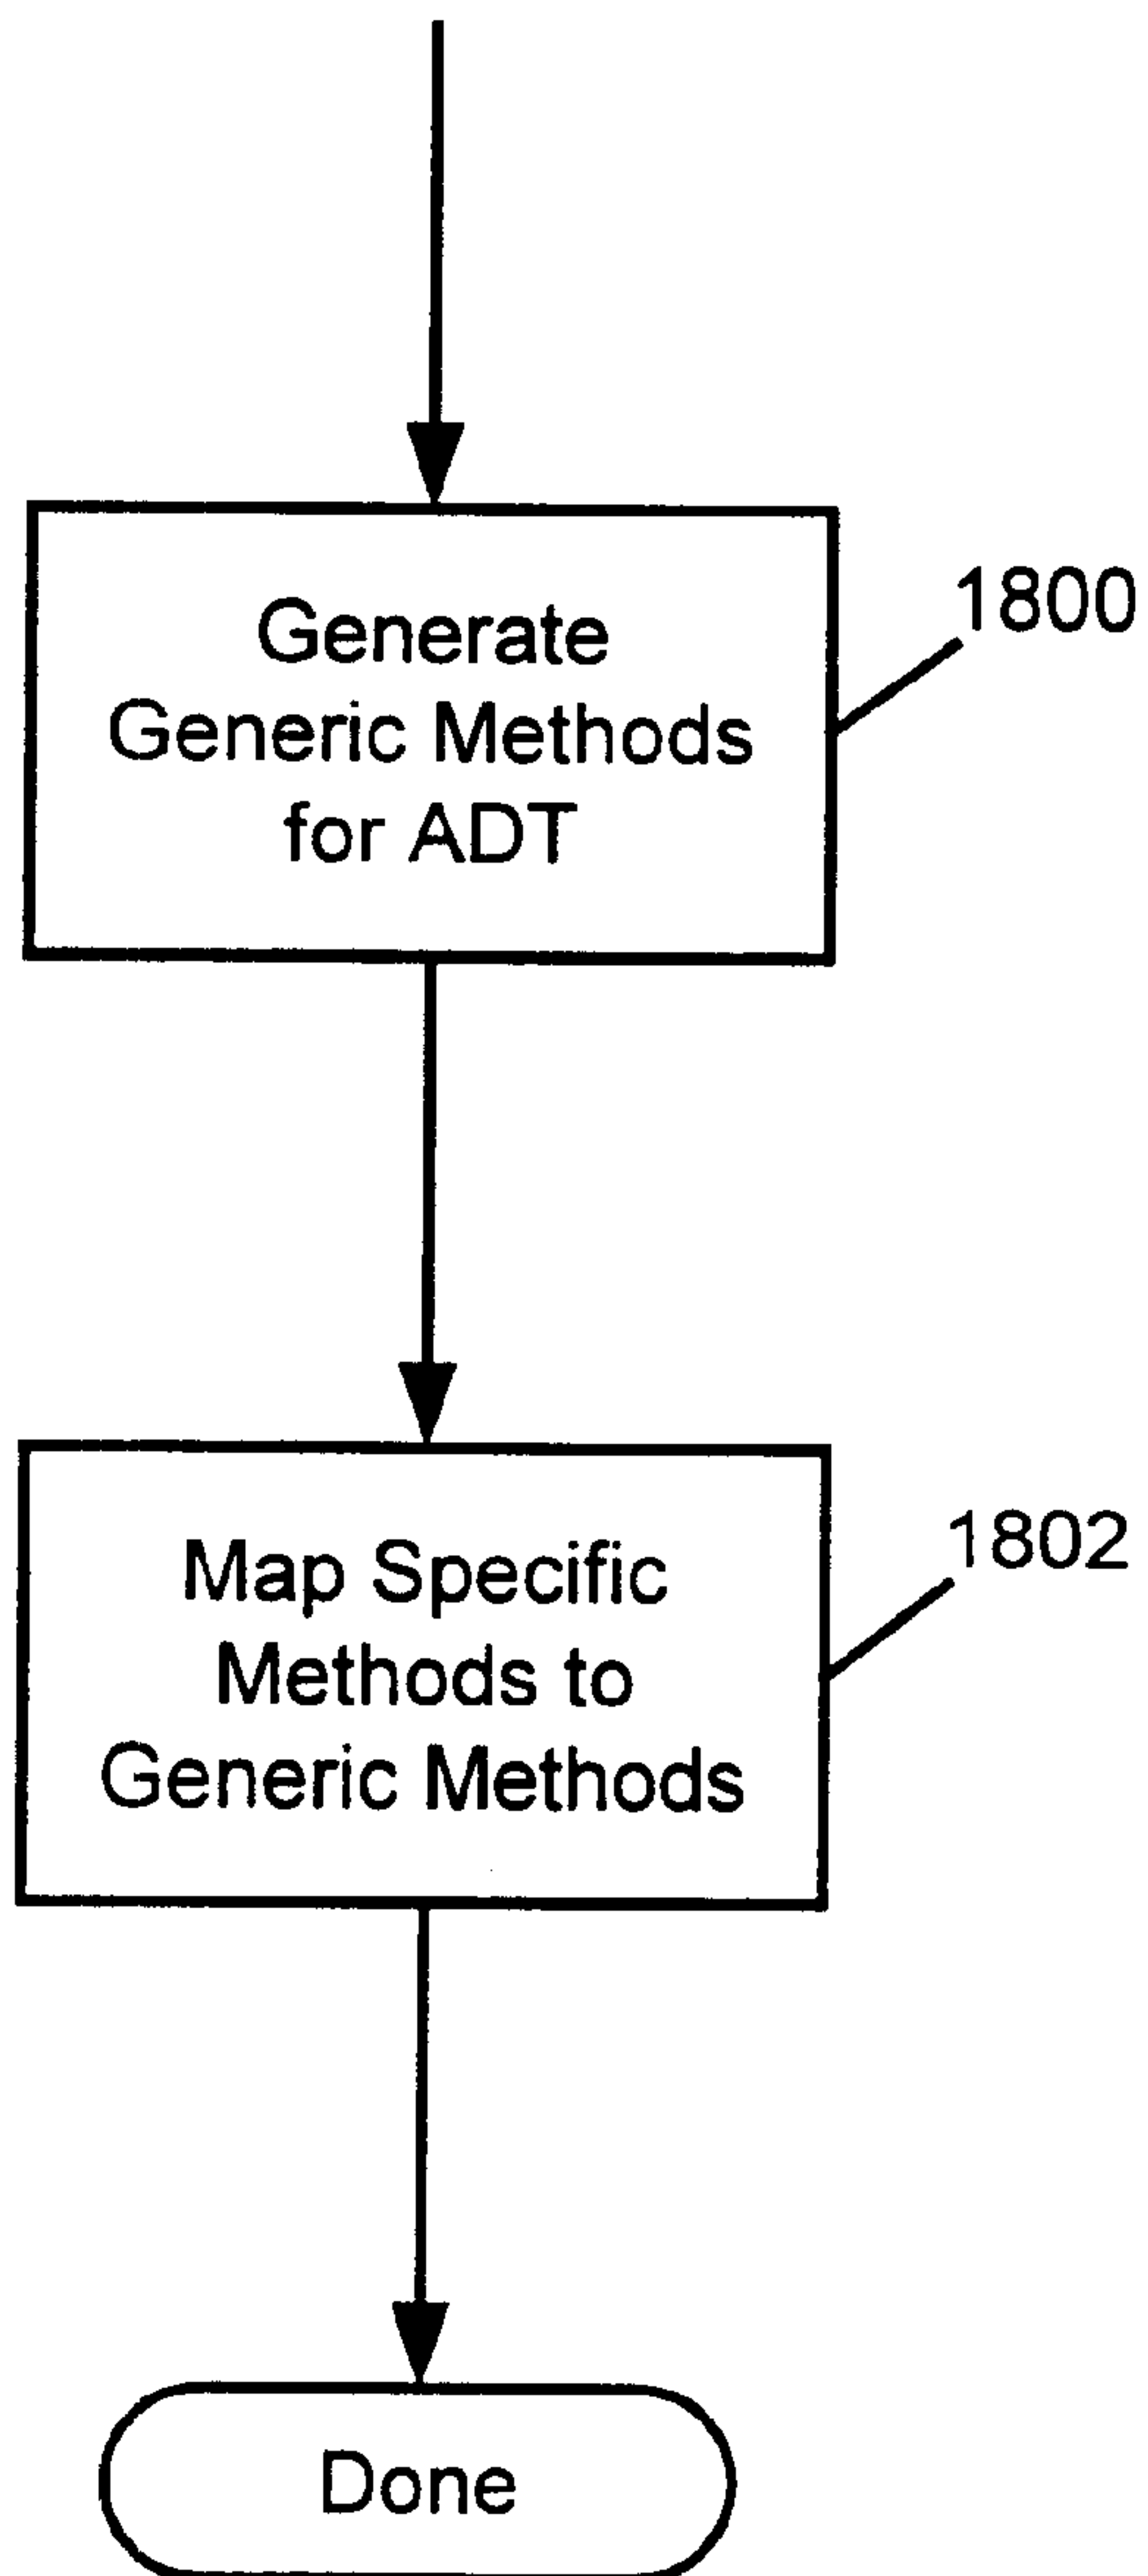 Generate
Generic Methods
for ADT
1800
Map Specific
Methods to
Generic Methods
1802
Done